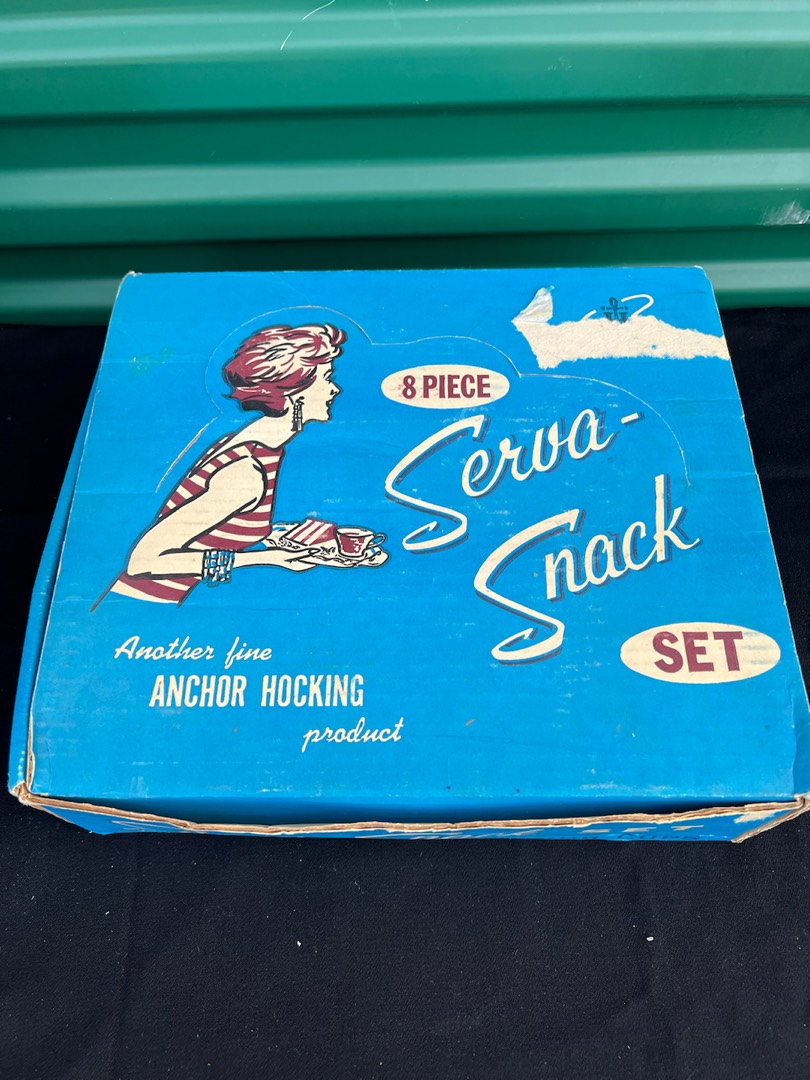 8 PIECE
Serva-
Snack
SET
Another fine
ANCHOR HOCKING
product